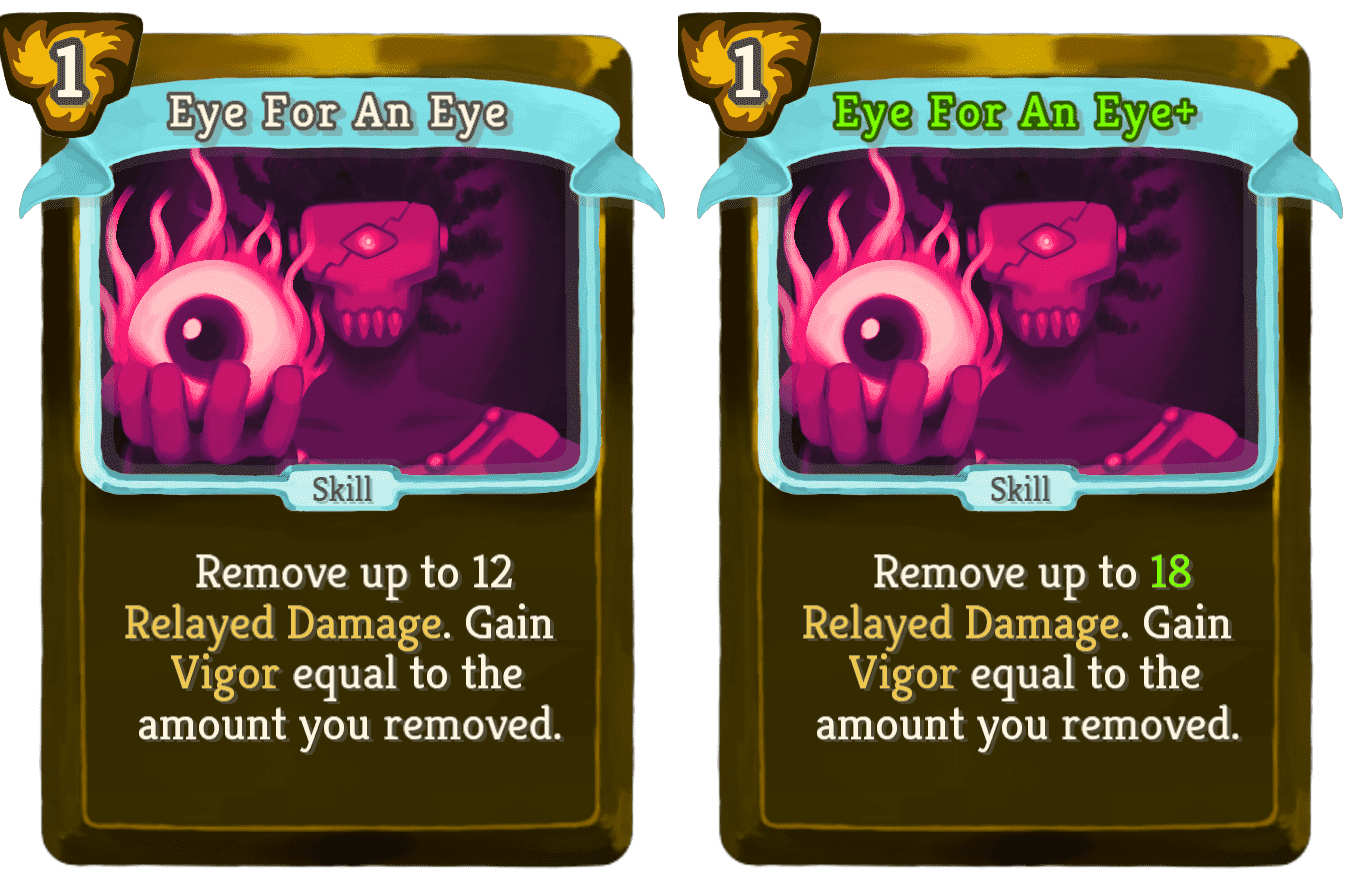 1
Eye For An Eye
Skill
Remove up to 12
Relayed Damage. Gain
Vigor equal to the
amount you removed.
1
Eye For An Eye+
Skill
Remove up to 18
Relayed Damage. Gain
Vigor equal to the
amount you removed.